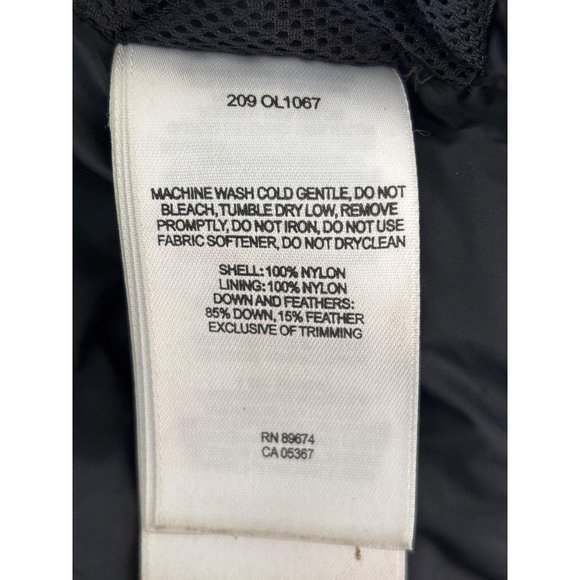 209 OL1067
MACHINE WASH COLD GENTLE, DO NOT
BLEACH, TUMBLE DRY LOW, REMOVE
PROMPTLY, DO NOT IRON, DO NOT USE
FABRIC SOFTENER, DO NOT DRYCLEAN
SHELL: 100% NYLON
LINING: 100% NYLON
DOWN AND FEATHERS:
85% DOWN, 15% FEATHER
EXCLUSIVE OF TRIMMING
RN 89674
CA 05367